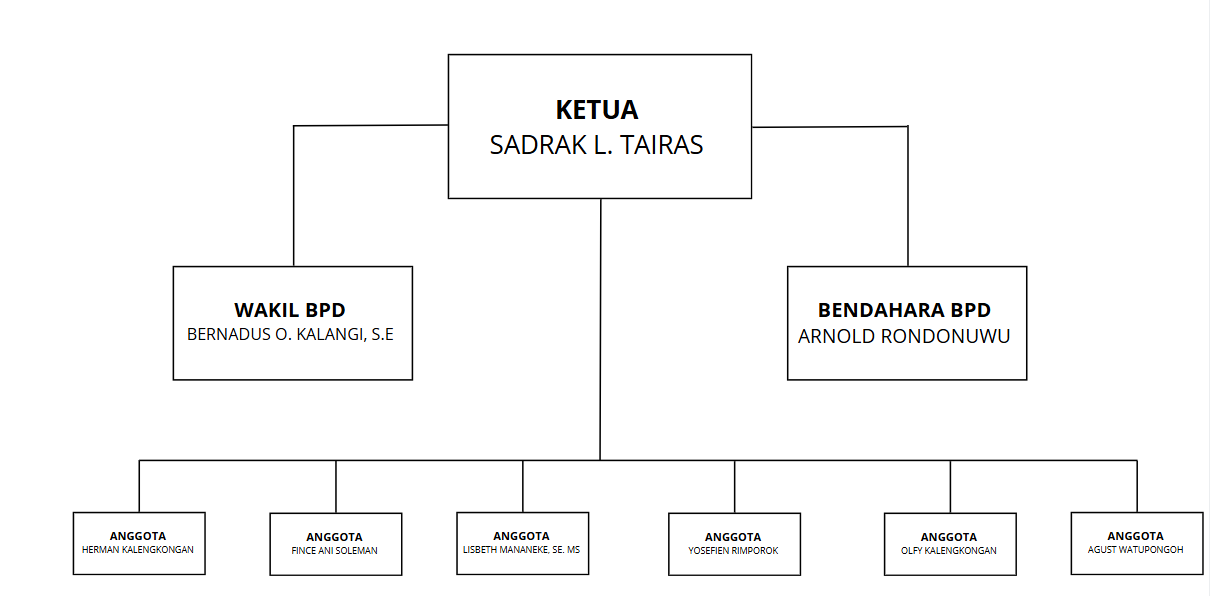 KETUA
SADRAK L. TAIRAS
WAKIL BPD
BERNADUS O. KALANGI, S.E
BENDAHARA BPD
ARNOLD RONDONUWU
ANGGOTA
HERMAN KALENGKONGAN
ANGGOTA
FINCE ANI SOLEMAN
ANGGOTA
LISBETH MANANEKE, SE. MS
ANGGOTA
YOSEFIEN RIMPOROK
ANGGOTA
OLFY KALENGKONGAN
ANGGOTA
AGUST WATUPONGOH